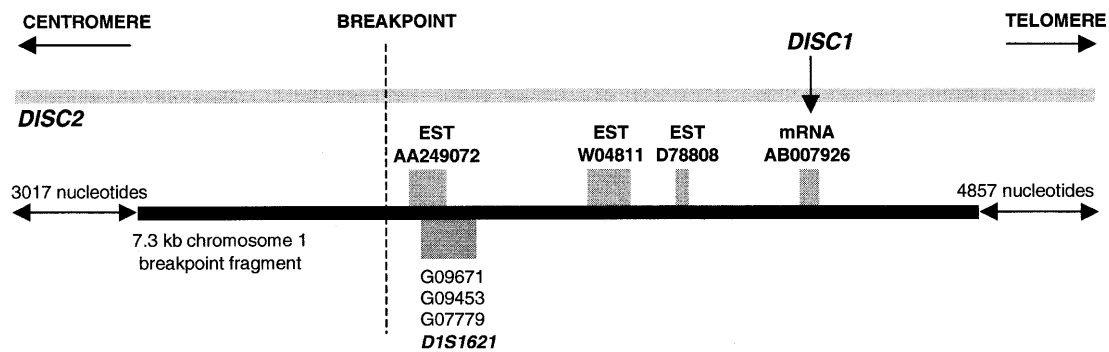 CENTROMERE
BREAKPOINT
TELOMERE
DISC1
DISC2
EST
AA249072
EST
W04811
EST
D78808
mRNA
AB007926
3017 nucleotides
4857 nucleotides
7.3 kb chromosome 1
breakpoint fragment
G09671
G09453
G07779
D1S1621